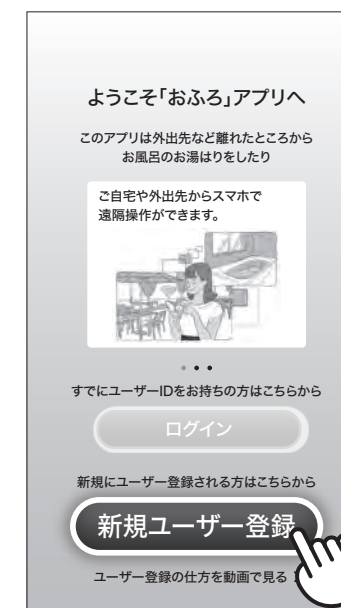 ようこそ「おふろ」アプリへ
このアプリは外出先など離れたところから
お風呂のお湯はりをしたり
ご自宅や外出先からスマホで
遠隔操作ができます。
すでにユーザーIDをお持ちの方はこちらから
ログイン
新規にユーザー登録される方はこちらから
新規ユーザー登録
ユーザー登録の仕方を動画で見る